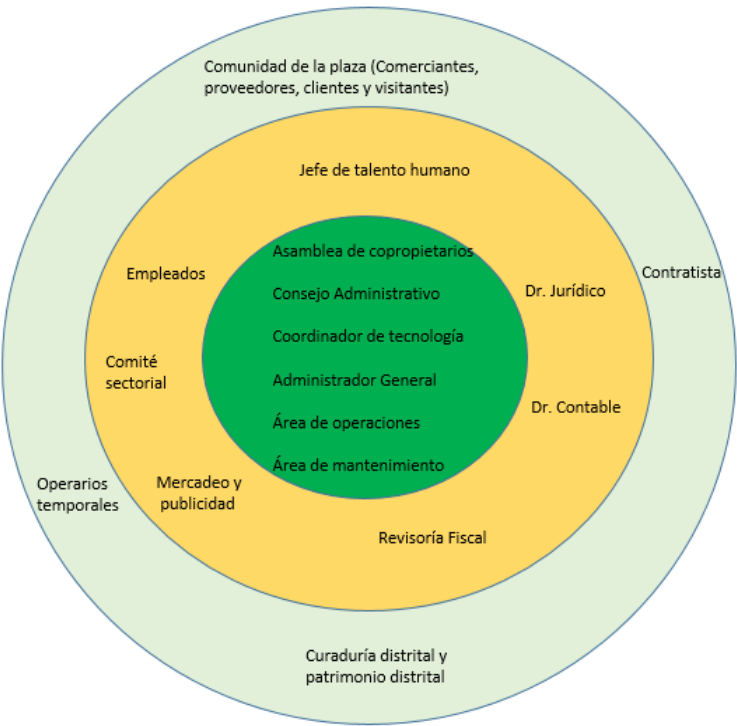 Comunidad de la plaza (Comerciantes,
proveedores, clientes y visitantes)
Jefe de talento humano
Asamblea de copropietarios
Empleados
Contratista
Dr. Jurídico
Consejo Administrativo
Coordinador de tecnología
Comité
sectorial
Administrador General
Dr. Contable
Área de operaciones
Área de mantenimiento
Operarios
temporales
Mercadeo y
publicidad
Revisoría Fiscal
Curaduría distrital y
patrimonio distrital